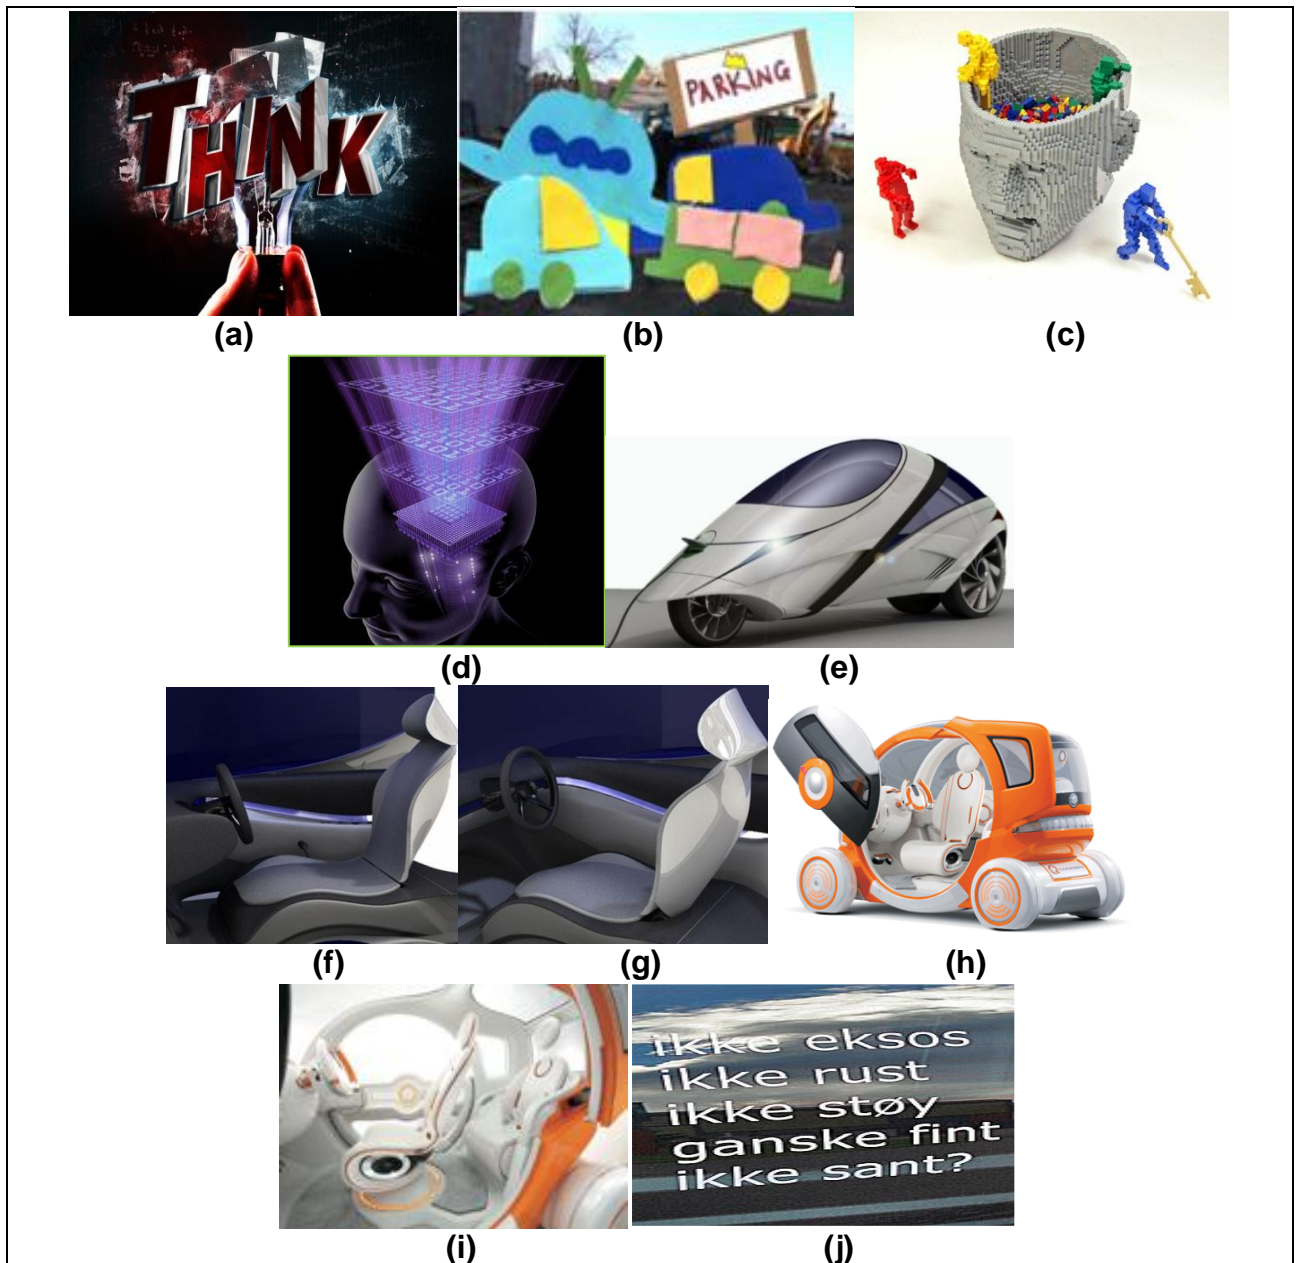 THINK
PARKING
(a)
(b)
(c)
(d)
(e)
(f)
(g)
(h)
(i)
ikke eksos
ikke rust
ikke støy
ganske fint
ikke sant?
(j)